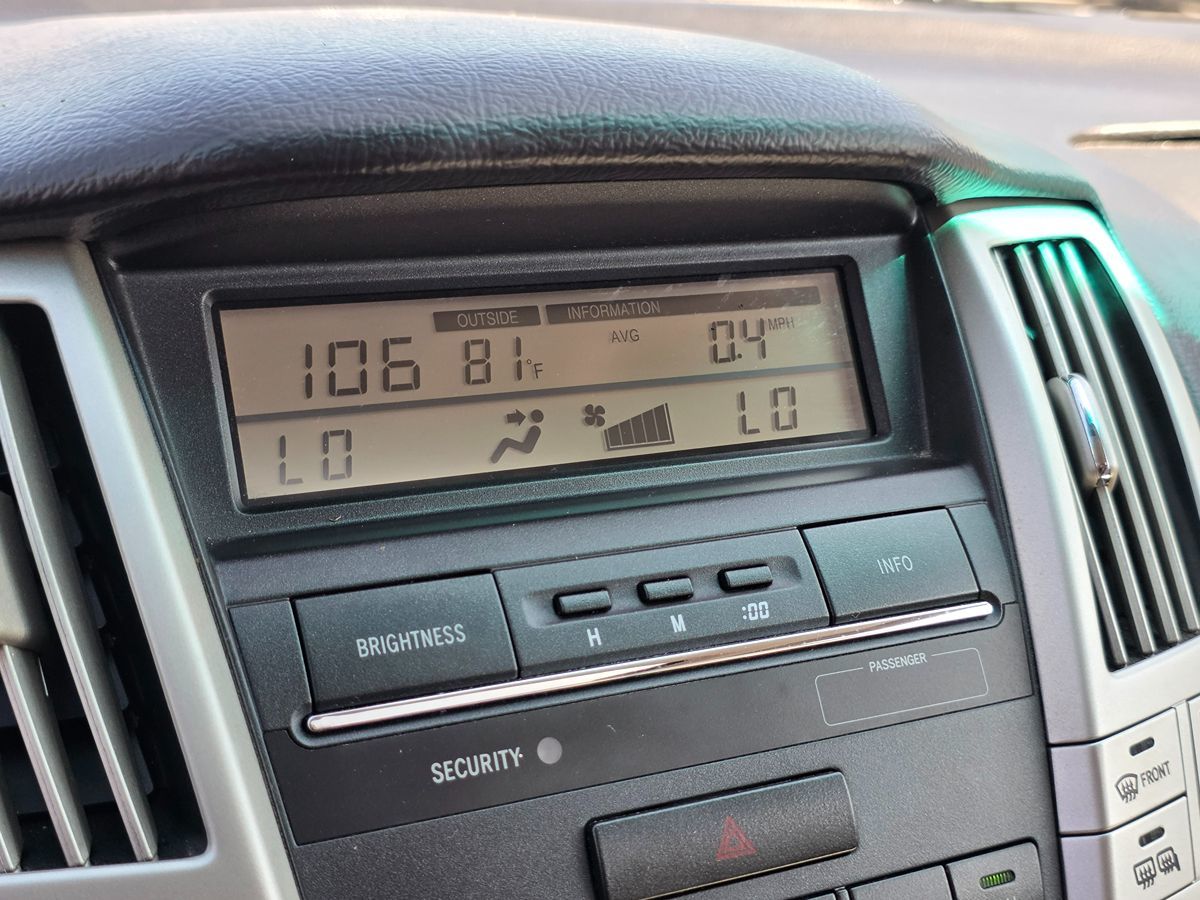 OUTSIDE INFORMATION
106 81°F AVG 0.4 MPH
LO LO
BRIGHTNESS H M :00 INFO
PASSENGER
SECURITY
FRONT